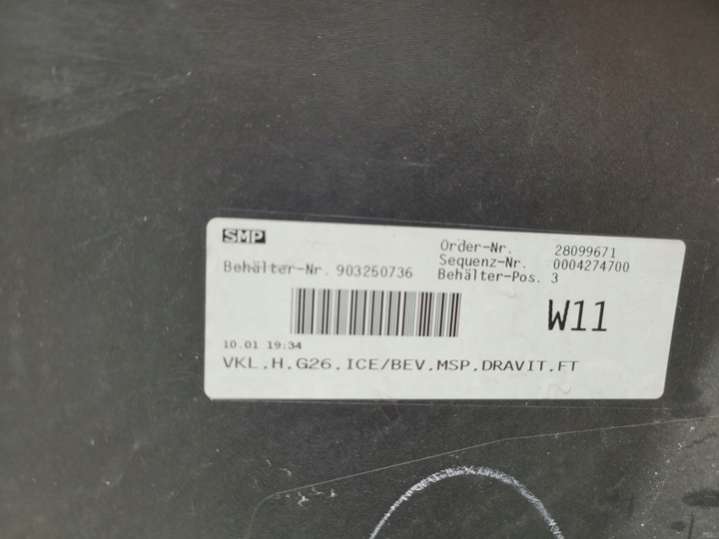 SMP
Order-Nr. 28099671
Sequenz-Nr. 0004274700
Behälter-Nr. 903250736 Behälter-Pos. 3
W11
10.01 19:34
VKL.H.G26.ICE/BEV.MSP.DRAVIT.FT